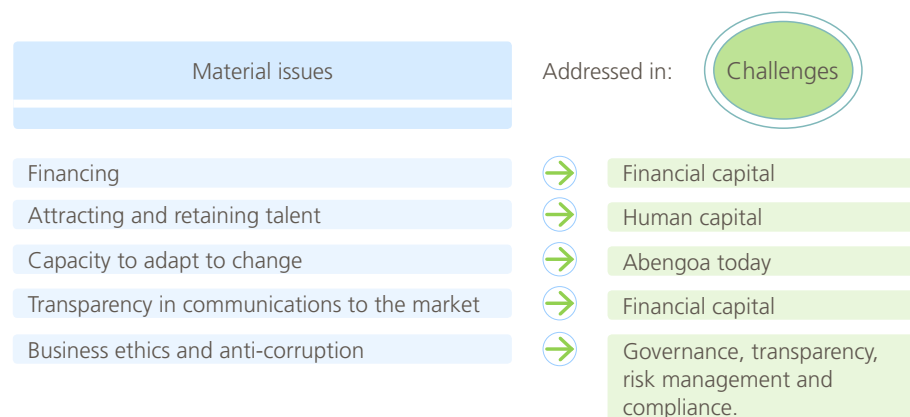 Material issues
Addressed in:
Challenges
Financing
Financial capital
Attracting and retaining talent
Human capital
Capacity to adapt to change
Abengoa today
Transparency in communications to the market
Financial capital
Business ethics and anti-corruption
Governance, transparency,
risk management and
compliance.